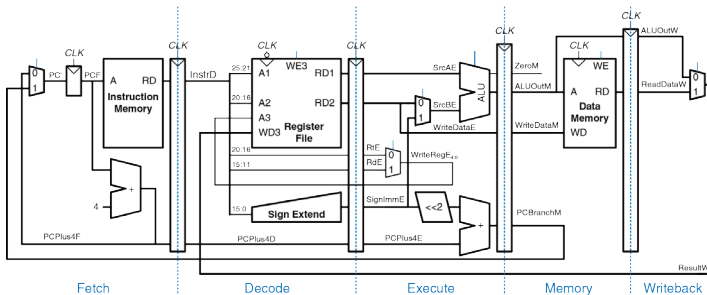 CLK
CLK
CLK
CLK
CLK
CLK
CLK
ALUOutW
0
1
PC
PCF
A RD
Instruction
Memory
InstrD
25:21
20:16
A1
A2
A3
WD3
WE3
RD1
RD2
Register
File
SrcAE
0
1
SrcBE
ALU
ZeroM
ALUOutM
WE
A RD
Data
Memory
WD
ReadDataW
0
1
WriteDataE
WriteDataM
20:16
15:11
RtE
RdE
0
1
WriteRegE4:0
+
4
15:0
Sign Extend
SignImmE
<<2
+
PCBranchM
PCPlus4F
PCPlus4D
PCPlus4E
ResultW
Fetch
Decode
Execute
Memory
Writeback